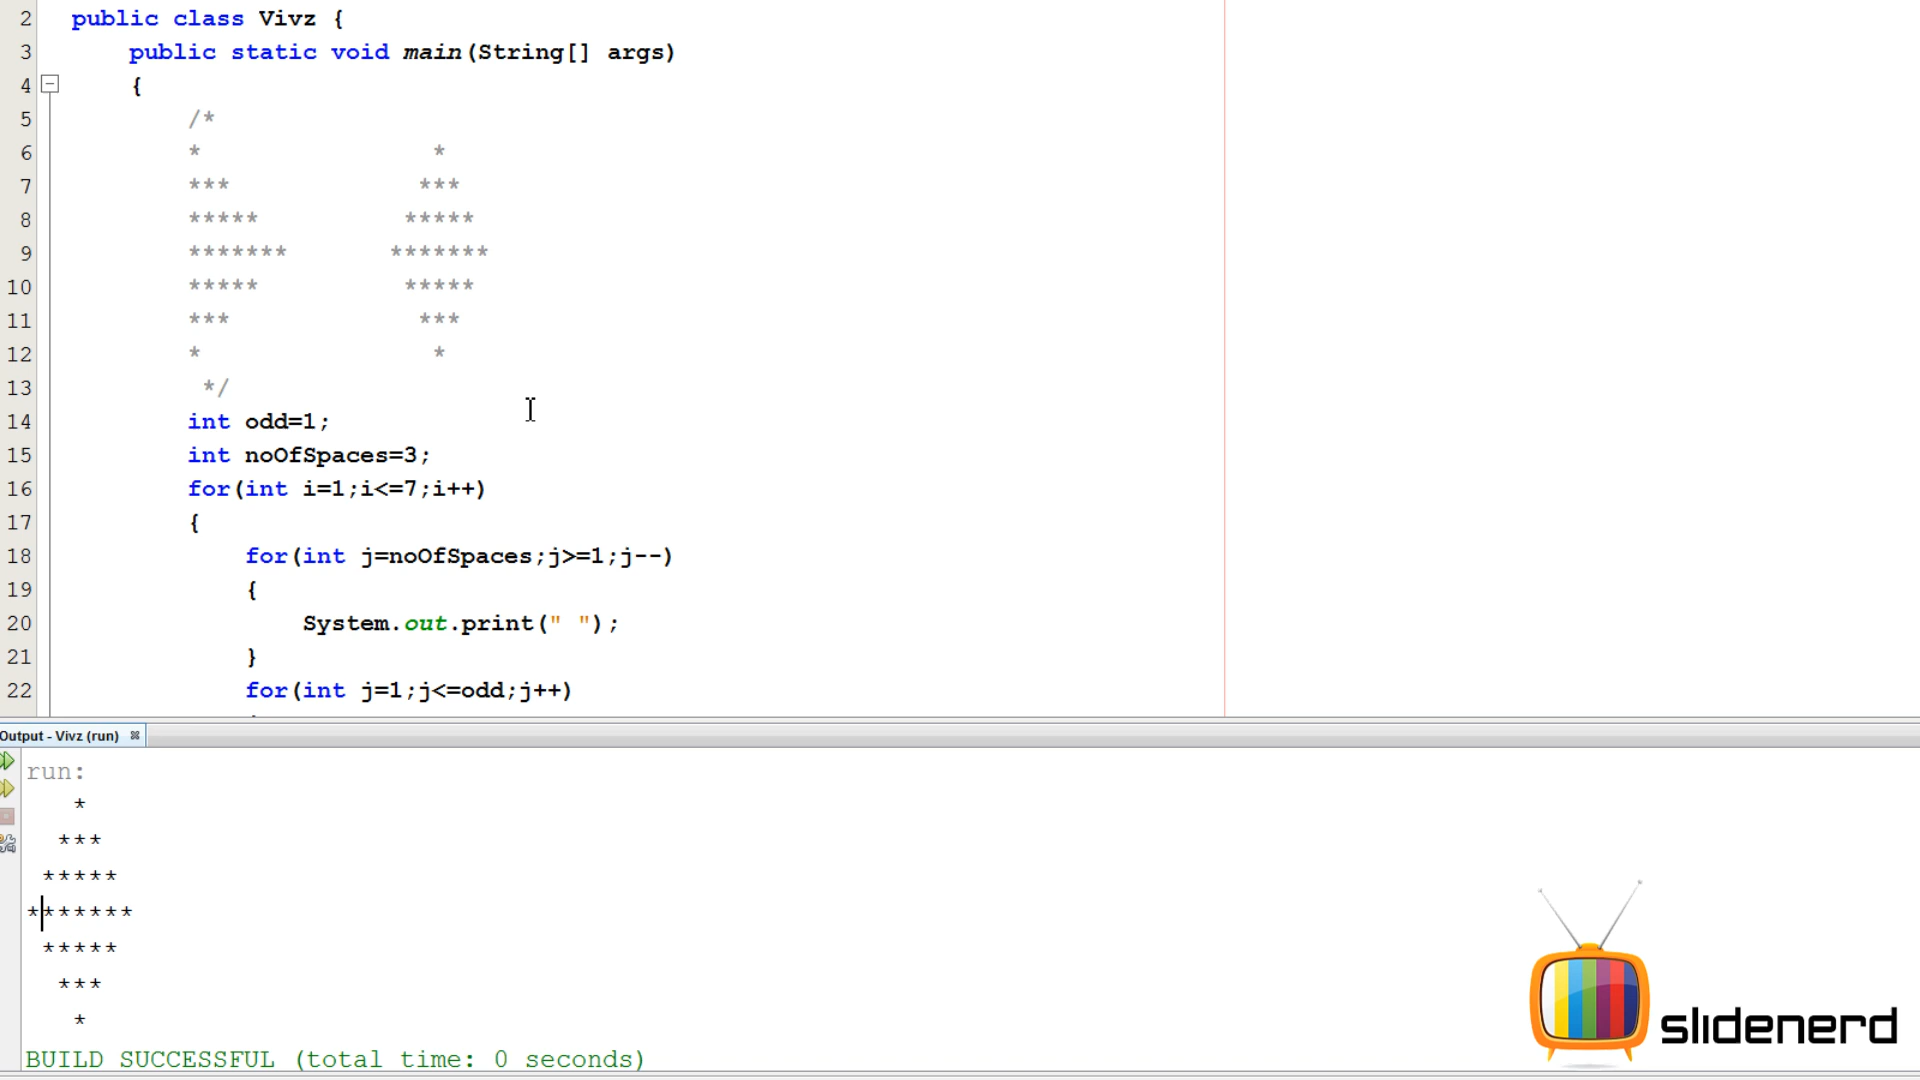 2 public class Vivz {
3 public static void main(String[] args)
4 {
5 /*
6 *                 *
7 ***             ***
8 *****          *****
9 *******       *******
10 *****          *****
11 ***             ***
12 *                 *
13 */
14 int odd=1;
15 int noOfSpaces=3;
16 for(int i=1;i<=7;i++)
17 {
18 for(int j=noOfSpaces;j>=1;j--)
19 {
20 System.out.print(" ");
21 }
22 for(int j=1;j<=odd;j++)
Output - Vivz (run)
run:
   *
  ***
 *****
*******
 *****
  ***
   *
BUILD SUCCESSFUL (total time: 0 seconds)
slidenerd